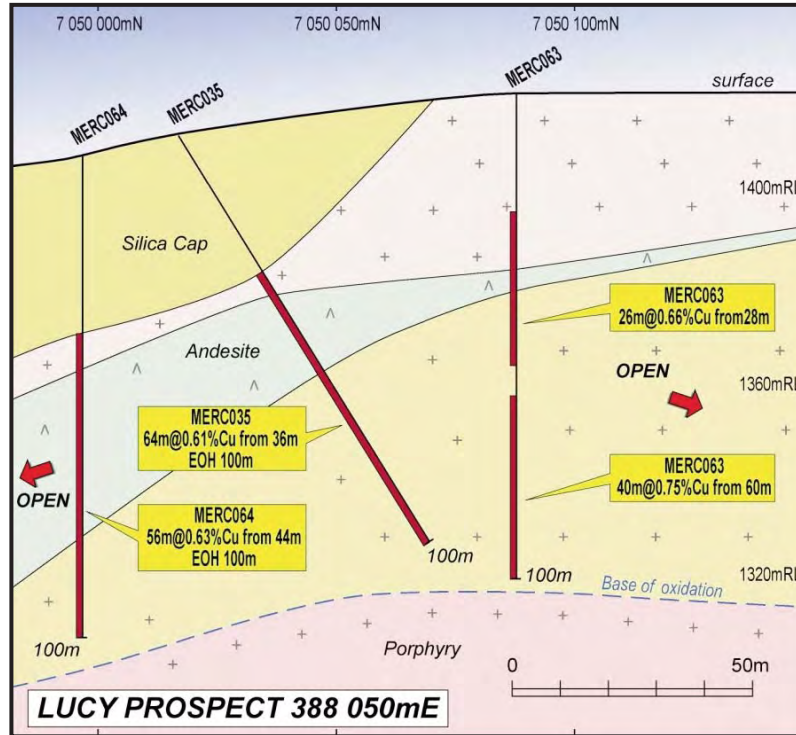 7 050 000mN
7 050 050mN
7 050 100mN
MERC064
MERC035
MERC063
surface
1400mRL
Silica Cap
MERC063
26m@0.66%Cu from28m
Andesite
OPEN
1360mRL
MERC035
64m@0.61%Cu from 36m
EOH 100m
MERC063
40m@0.75%Cu from 60m
OPEN
MERC064
56m@0.63%Cu from 44m
EOH 100m
100m
100m
1320mRL
Base of oxidation
100m
Porphyry
0
50m
LUCY PROSPECT 388 050mE